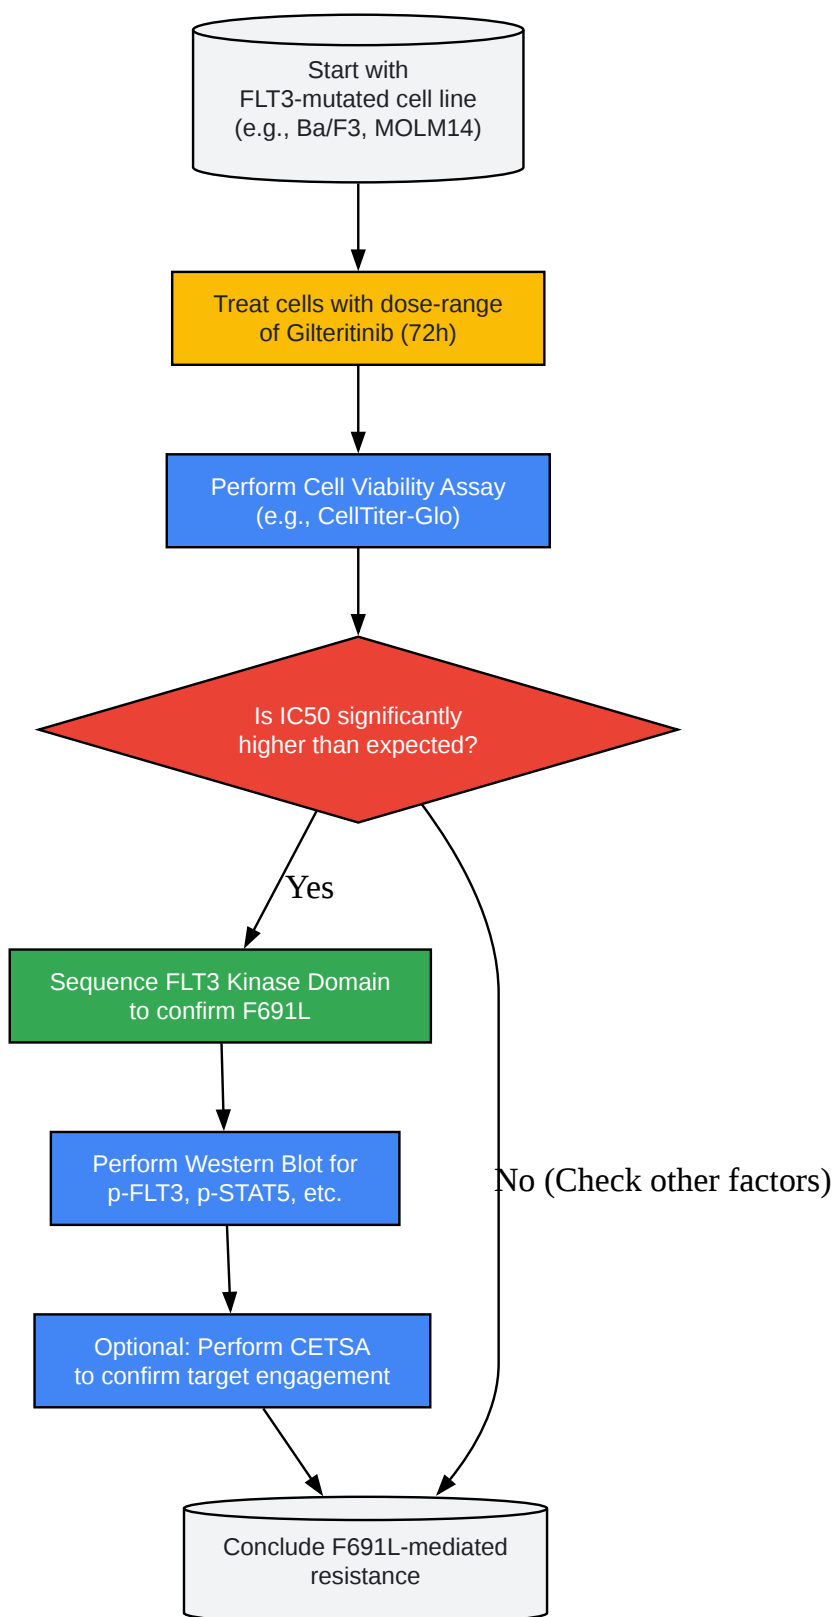 Start with
FLT3-mutated cell line
(e.g., Ba/F3, MOLM14)
Treat cells with dose-range
of Gilteritinib (72h)
Perform Cell Viability Assay
(e.g., CellTiter-Glo)
Is IC50 significantly
higher than expected?
Yes
Sequence FLT3 Kinase Domain
to confirm F691L
Perform Western Blot for
p-FLT3, p-STAT5, etc.
No (Check other factors)
Optional: Perform CETSA
to confirm target engagement
Conclude F691L-mediated
resistance